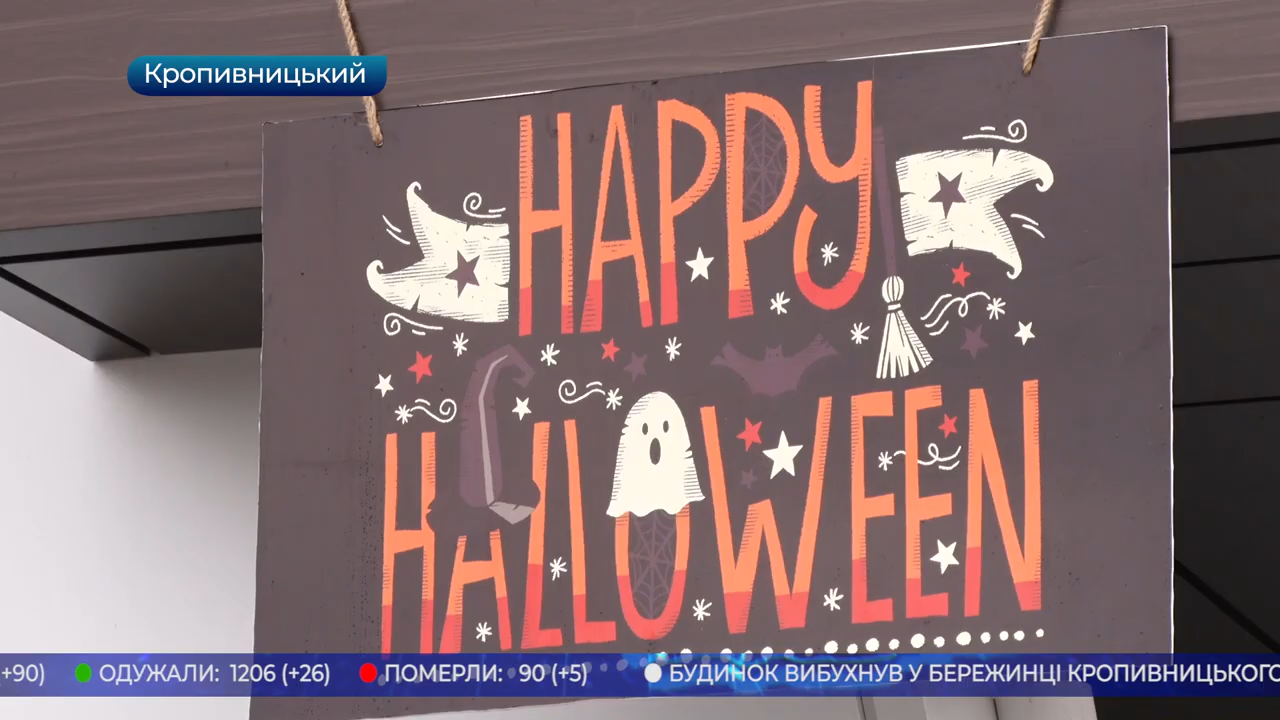 Кропивницький
HAPPY
HALLOWEEN
+90) ОДУЖАЛИ: 1206 (+26) ПОМЕРЛИ: 90 (+5) БУДИНОК ВИБУХНУВ У БЕРЕЖИНЦІ КРОПИВНИЦЬКОГО